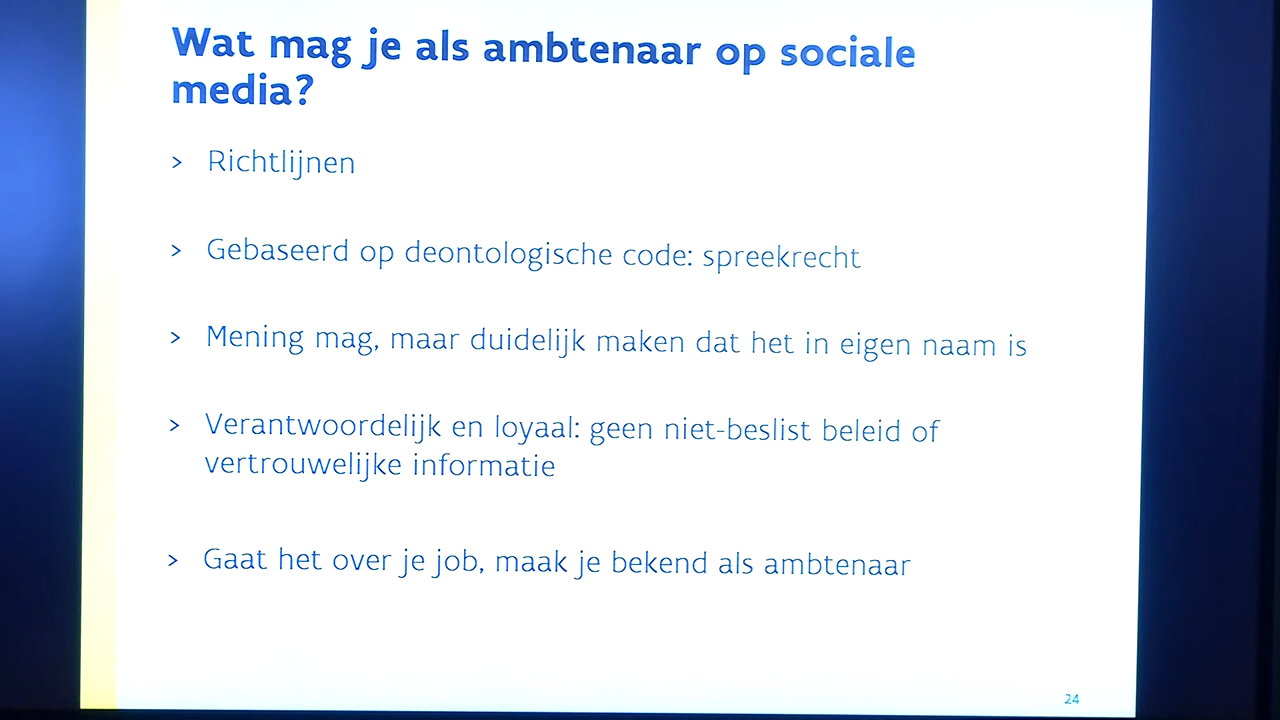 Wat mag je als ambtenaar op sociale
media?
> Richtlijnen
> Gebaseerd op deontologische code: spreekrecht
> Mening mag, maar duidelijk maken dat het in eigen naam is
> Verantwoordelijk en loyaal: geen niet-beslist beleid of
vertrouwelijke informatie
> Gaat het over je job, maak je bekend als ambtenaar
24